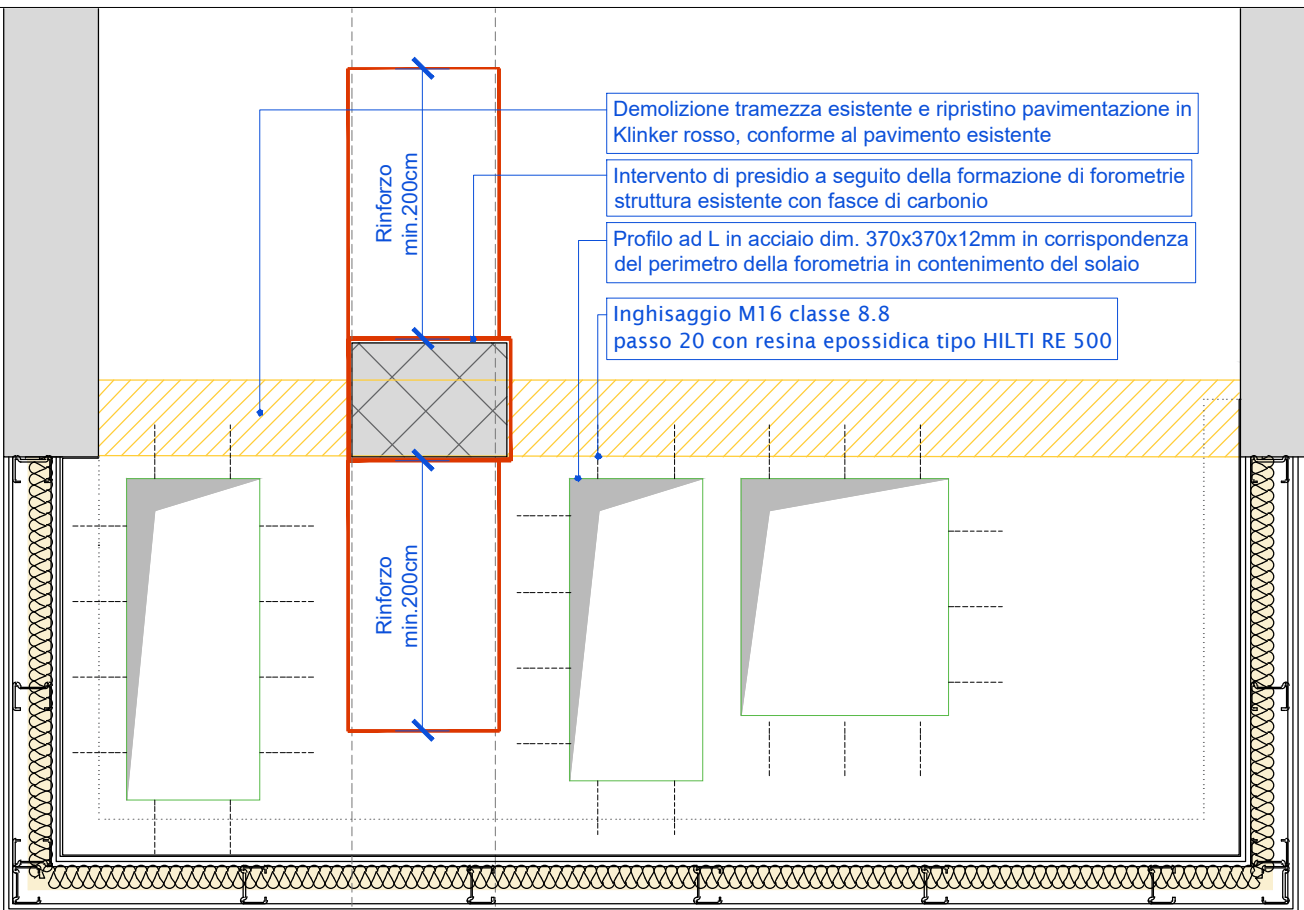 Demolizione tramezza esistente e ripristino pavimentazione in
Klinker rosso, conforme al pavimento esistente
Intervento di presidio a seguito della formazione di forometrie
struttura esistente con fasce di carbonio
Profilo ad L in acciaio dim. 370x370x12mm in corrispondenza
del perimetro della forometria in contenimento del solaio
Inghisaggio M16 classe 8.8
passo 20 con resina epossidica tipo HILTI RE 500
Rinforzo
min.200cm
Rinforzo
min.200cm